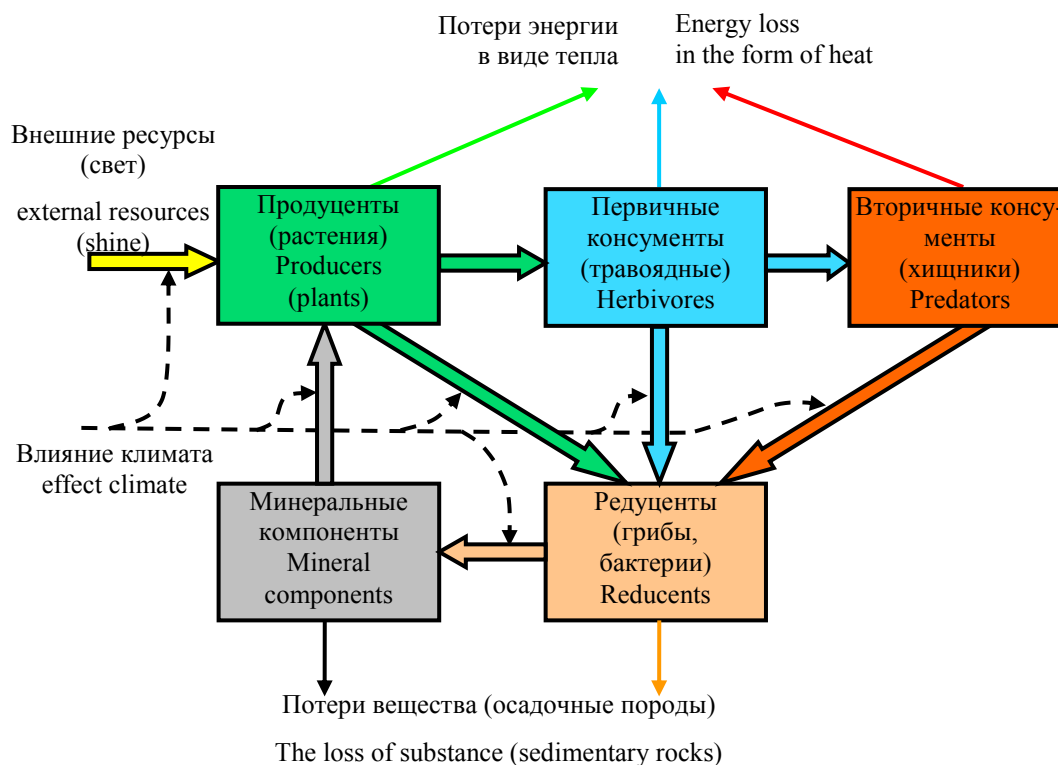 Потери энергии
в виде тепла
Energy loss
in the form of heat
Внешние ресурсы
(свет)
external resources
(shine)
Продуценты
(растения)
Producers
(plants)
Первичные
консументы
(травоядные)
Herbivores
Вторичные консу-
менты
(хищники)
Predators
Влияние климата
effect climate
Минеральные
компоненты
Mineral
components
Редуценты
(грибы,
бактерии)
Reducents
Потери вещества (осадочные породы)
The loss of substance (sedimentary rocks)